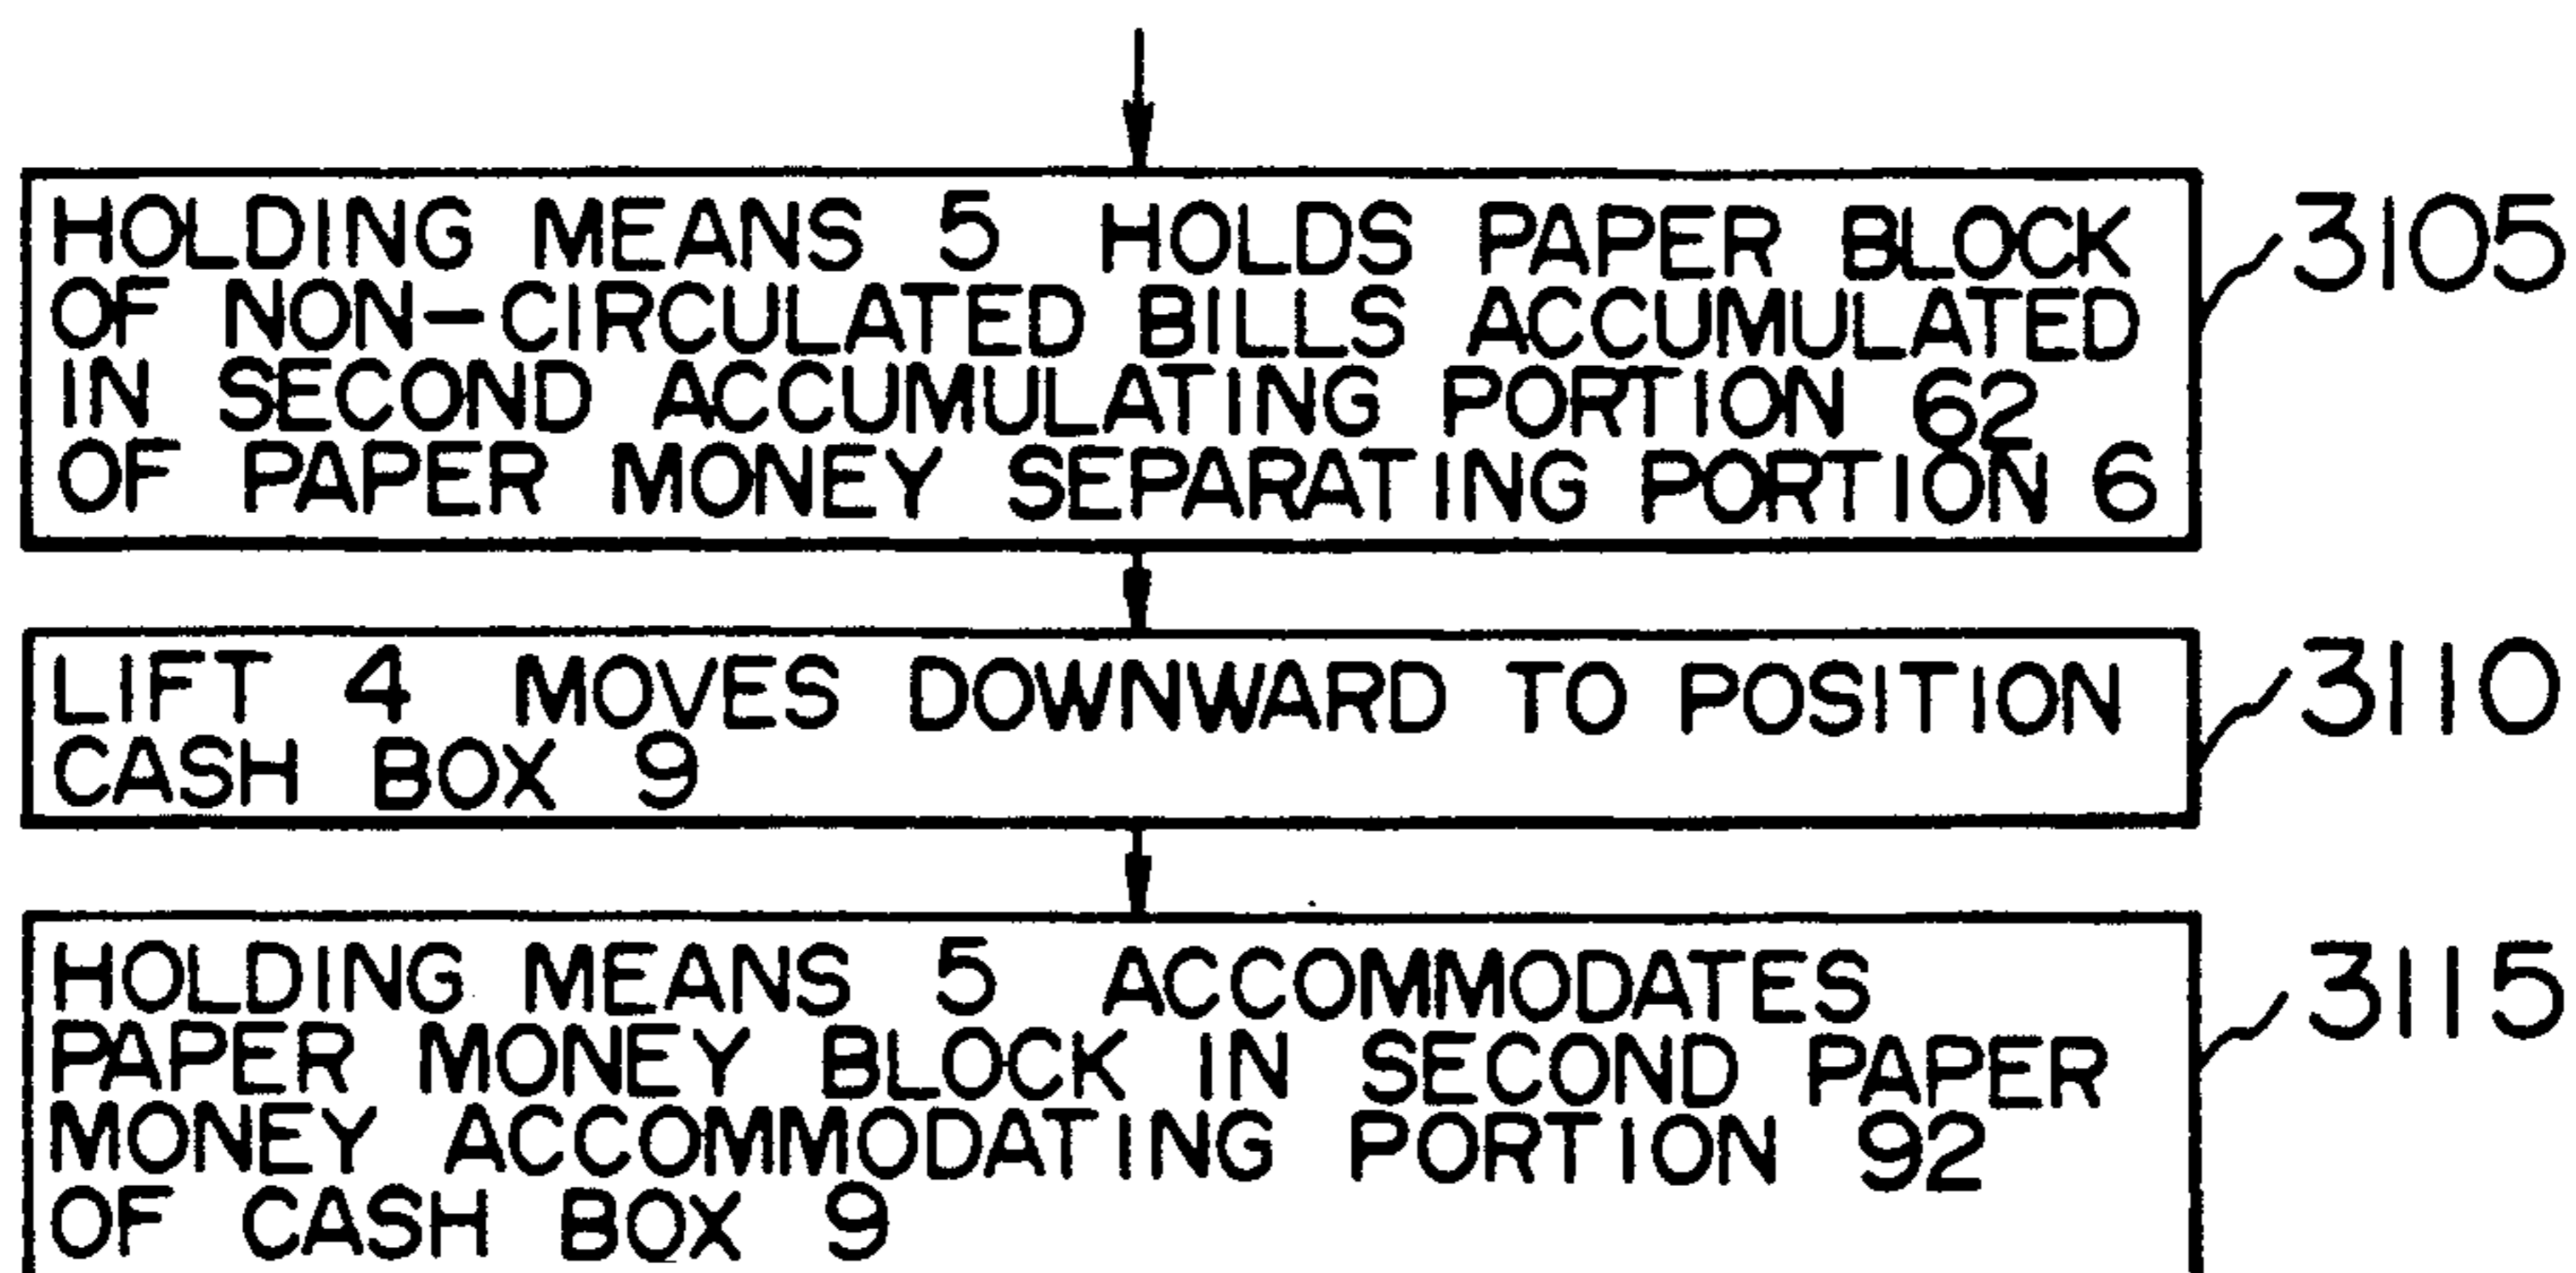 HOLDING MEANS 5 HOLDS PAPER BLOCK
OF NON-CIRCULATED BILLS ACCUMULATED
IN SECOND ACCUMULATING PORTION 62
OF PAPER MONEY SEPARATING PORTION 6
3105
LIFT 4 MOVES DOWNWARD TO POSITION
CASH BOX 9
3110
HOLDING MEANS 5 ACCOMMODATES
PAPER MONEY BLOCK IN SECOND PAPER
MONEY ACCOMMODATING PORTION 92
OF CASH BOX 9
3115